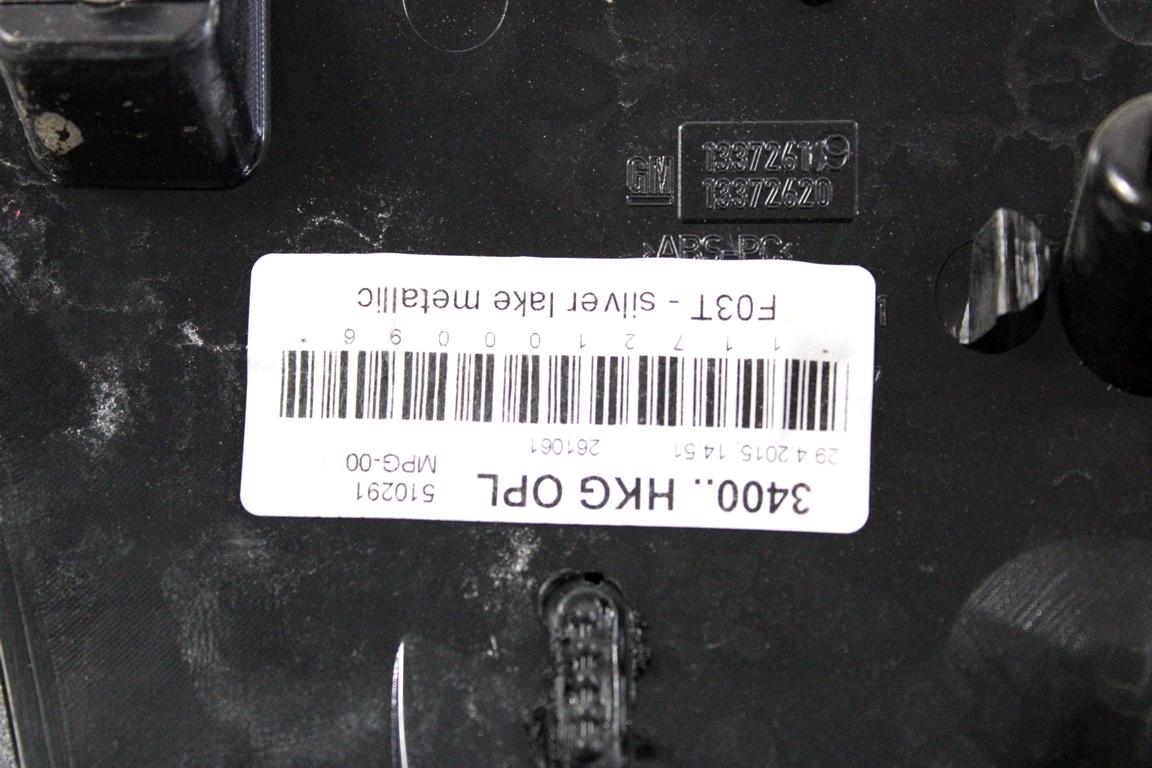 GM
13372619
13372620
>ABS-PC<
3400.. HKG OPL 510291
MPG-00
29.4.2015, 14:51 261061
* 1 1 7 2 1 0 0 0 6 9 *
F03T - silver lake metallic